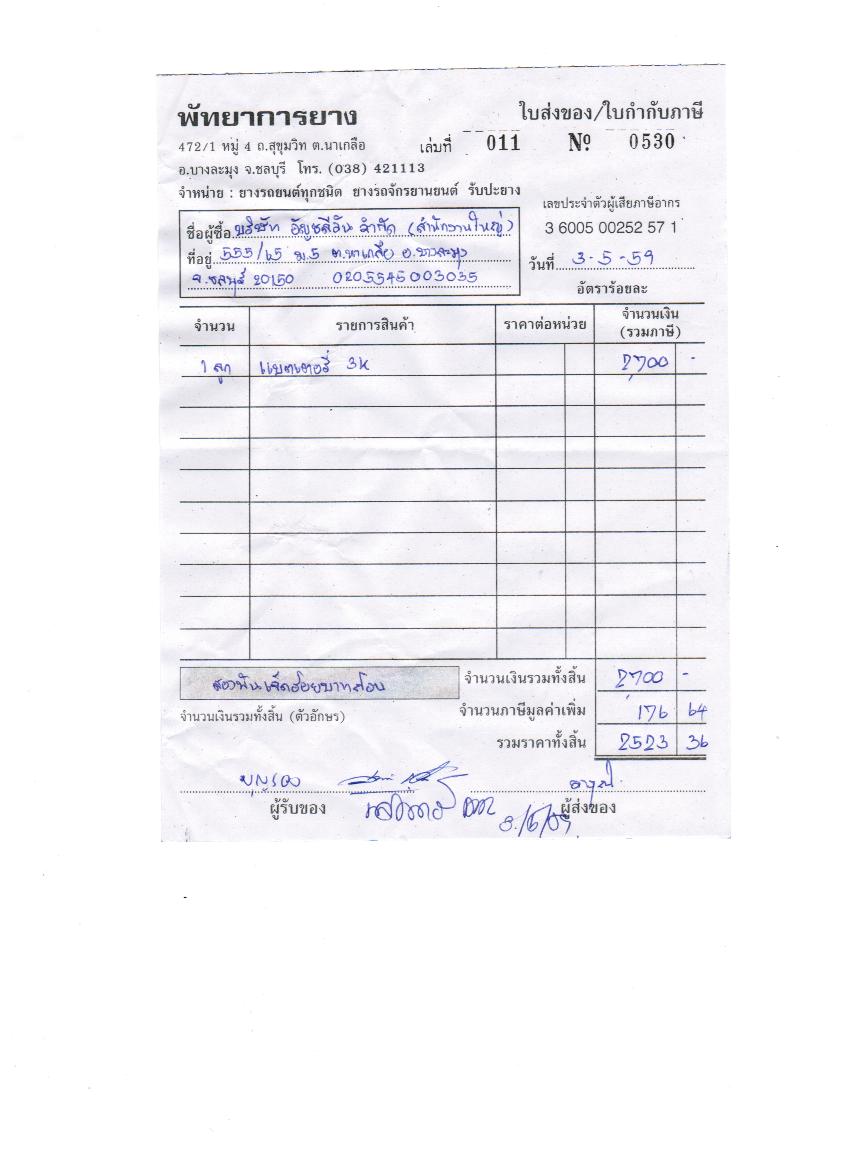 พัทยาการยาง
ใบส่งของ/ใบกำกับภาษี
472/1 หมู่ 4 ถ.สุขุมวิท ต.นาเกลือ
เล่มที่ 011 № 0530
อ.บางละมุง จ.ชลบุรี โทร. (038) 421113
จำหน่าย : ยางรถยนต์ทุกชนิด ยางรถจักรยานยนต์ รับปะยาง
เลขประจำตัวผู้เสียภาษีอากร
3 6005 00252 57 1
ชื่อผู้ซื้อ บริษัท อัญชลีวัน จำกัด (สำนักงานใหญ่)
ที่อยู่ 555/65 ม.5 ต.นาเกลือ อ.บางละมุง
จ.ชลบุรี 20150 0205545003035
วันที่ 3-5-59
อัตราร้อยละ
จำนวน รายการสินค้า ราคาต่อหน่วย จำนวนเงิน (รวมภาษี)
1 ลูก แบตเตอรี่ 3K 2,700 -
สองพันเจ็ดร้อยบาทถ้วน
จำนวนเงินรวมทั้งสิ้น 2700 -
จำนวนเงินรวมทั้งสิ้น (ตัวอักษร)
จำนวนภาษีมูลค่าเพิ่ม 176 64
รวมราคาทั้งสิ้น 2523 36
ผู้รับของ
ผู้ส่งของ